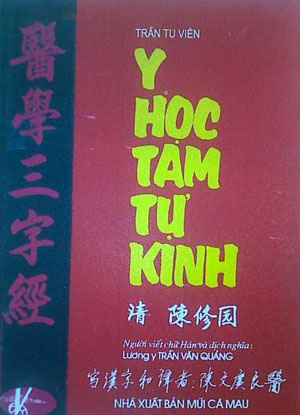 醫學三字經
TRẦN TU VIÊN
Y
HỌC
TAM
TỰ
KINH
清 陳修园
Người viết chữ Hán và dịch nghĩa:
Lương y TRẦN VĂN QUẢNG
写漢字和译者:陳文廣良醫
NHÀ XUẤT BẢN MŨI CÀ MAU